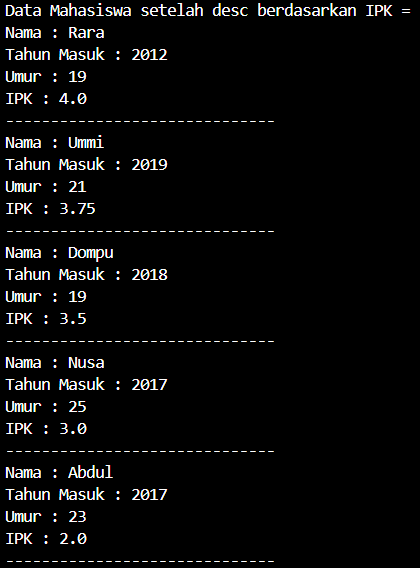 Data Mahasiswa setelah desc berdasarkan IPK =
Nama : Rara
Tahun Masuk : 2012
Umur : 19
IPK : 4.0
------------------------------
Nama : Ummi
Tahun Masuk : 2019
Umur : 21
IPK : 3.75
------------------------------
Nama : Dompu
Tahun Masuk : 2018
Umur : 19
IPK : 3.5
------------------------------
Nama : Nusa
Tahun Masuk : 2017
Umur : 25
IPK : 3.0
------------------------------
Nama : Abdul
Tahun Masuk : 2017
Umur : 23
IPK : 2.0
------------------------------